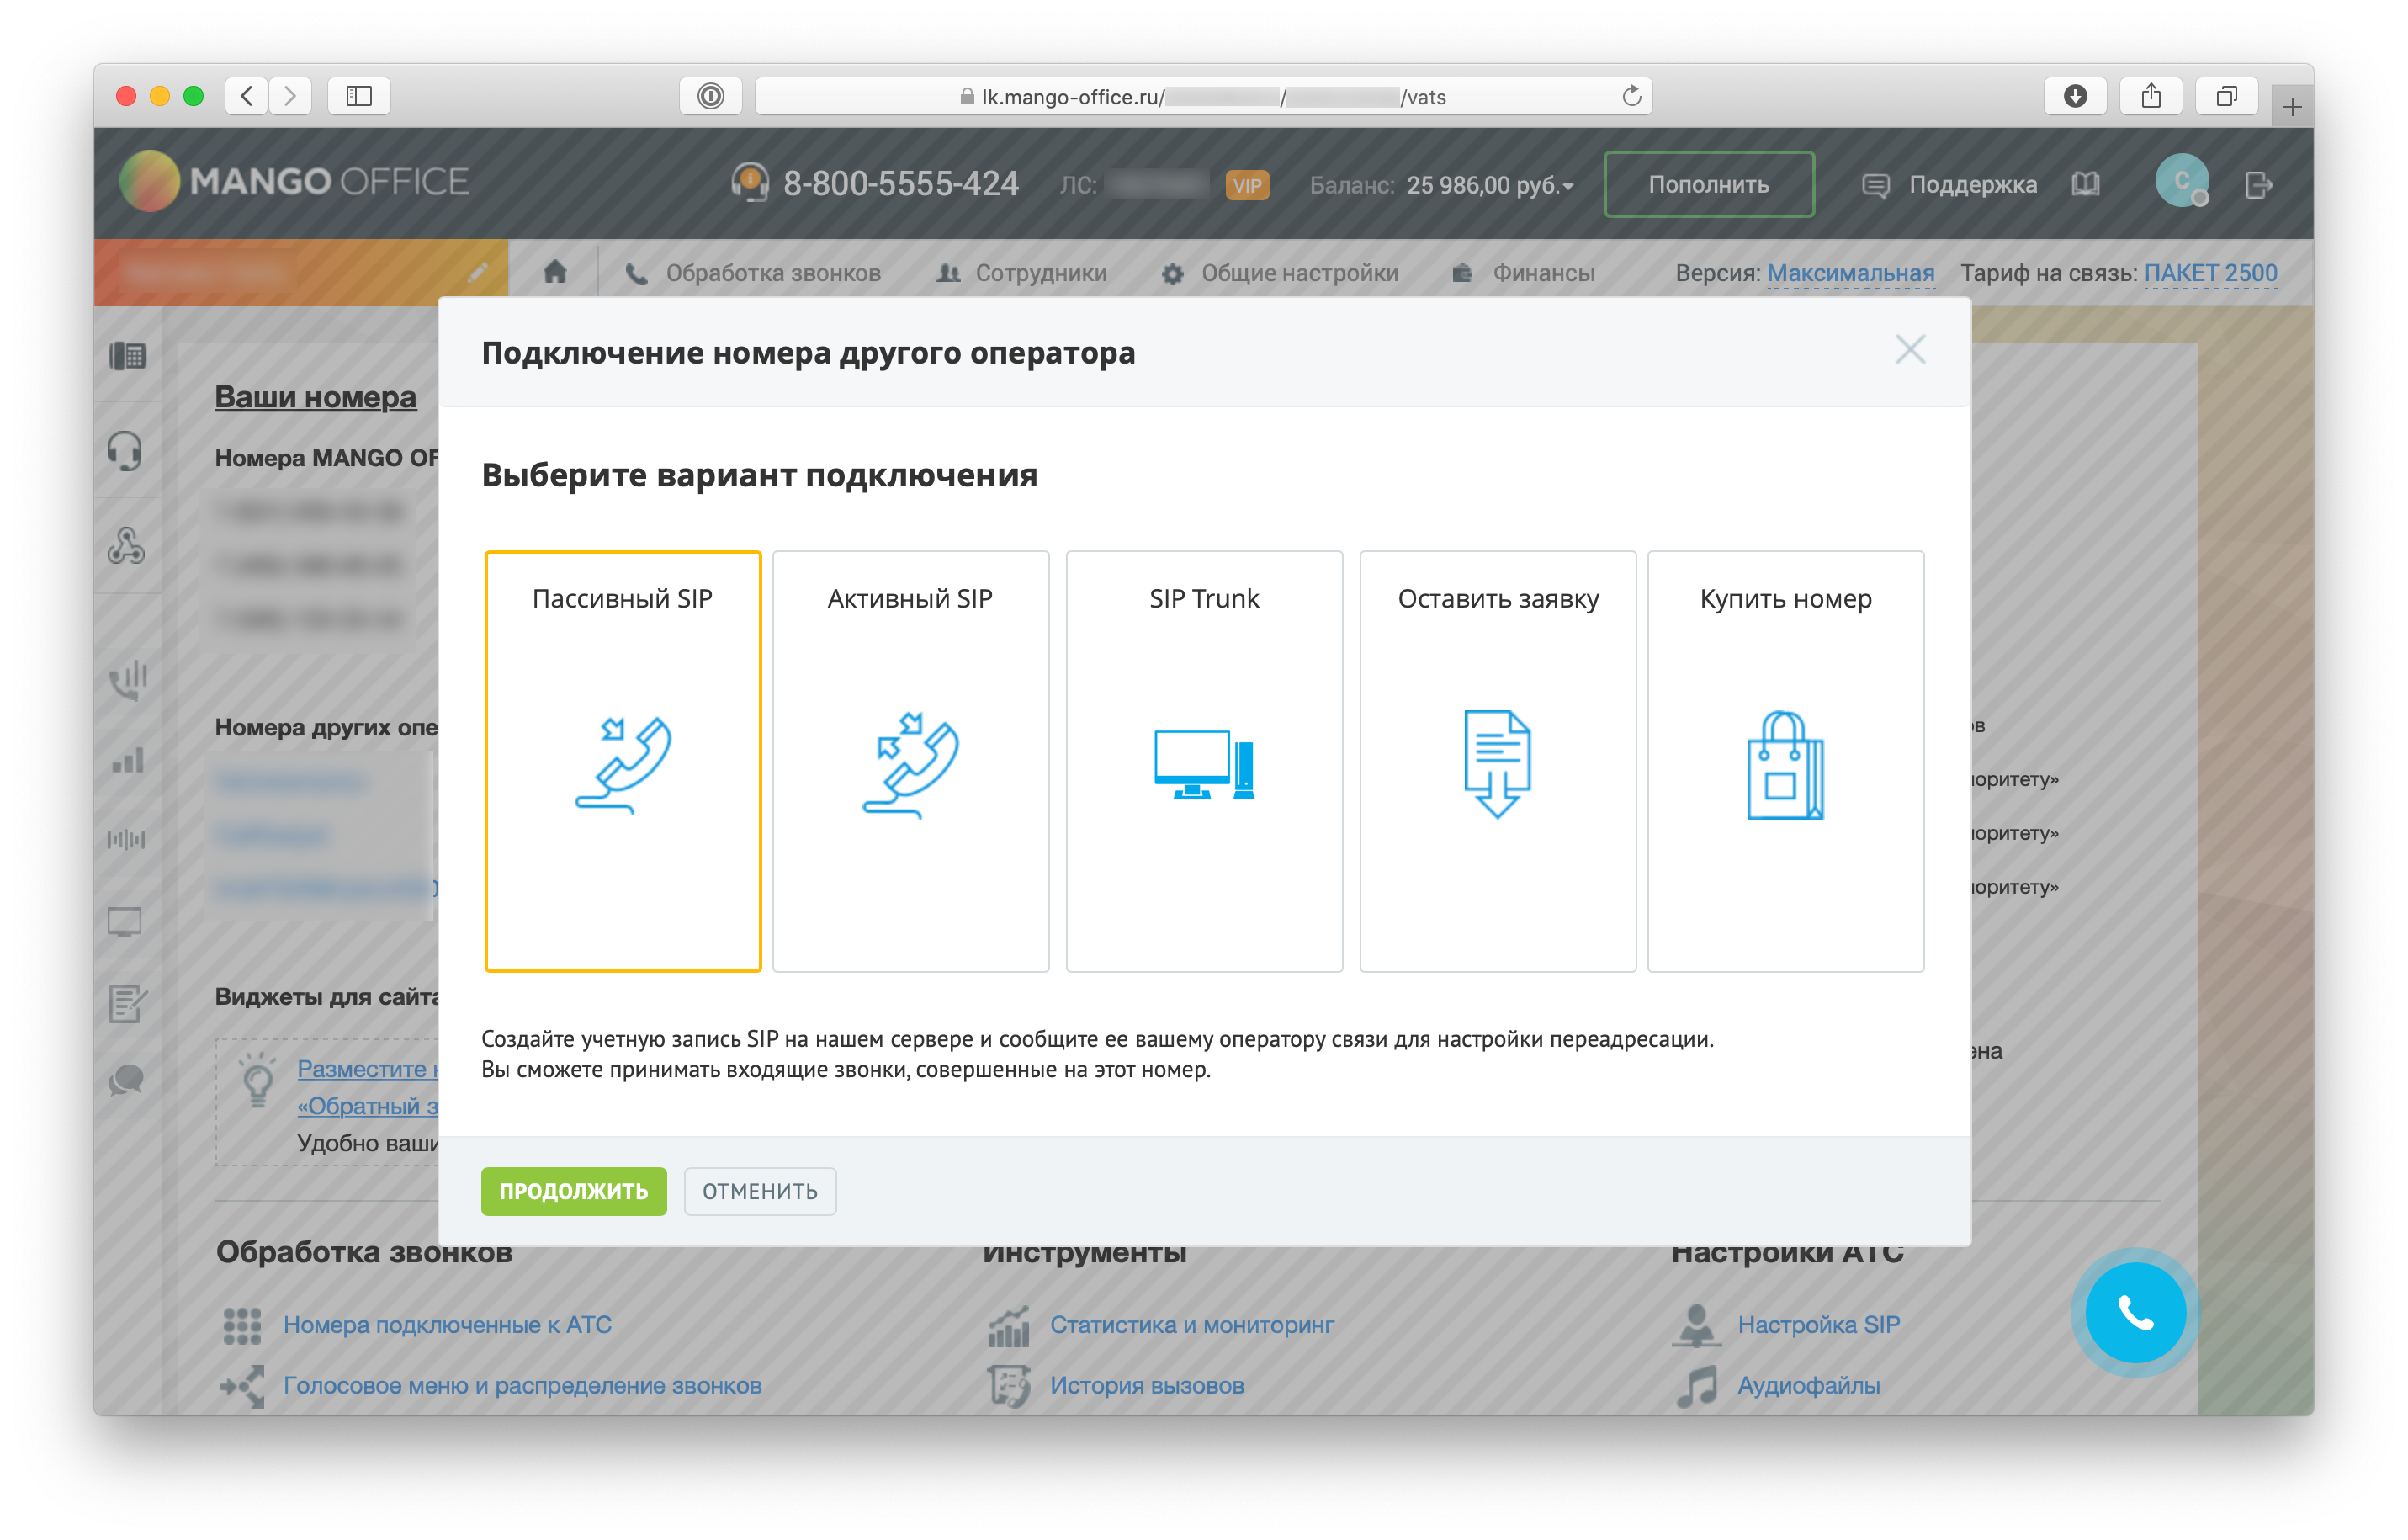 lk.mango-office.ru/
/
/vats
MANGO OFFICE
8-800-5555-424
ЛС:
VIP
Баланс: 25 986,00 руб.
Пополнить
Поддержка
С
Обработка звонков
Сотрудники
Общие настройки
Финансы
Версия: Максимальная
Тариф на связь: ПАКЕТ 2500
Подключение номера другого оператора
Ваши номера
Номера MANGO OF
Выберите вариант подключения
Пассивный SIP
Активный SIP
SIP Trunk
Оставить заявку
Купить номер
Номера других опе
ов
оритету»
оритету»
оритету»
Виджеты для сайта
Создайте учетную запись SIP на нашем сервере и сообщите ее вашему оператору связи для настройки переадресации.
Вы сможете принимать входящие звонки, совершенные на этот номер.
ена
Разместите
«Обратный з
Удобно ваши
ПРОДОЛЖИТЬ
ОТМЕНИТЬ
Обработка звонков
Инструменты
Настройки АТС
Номера подключенные к АТС
Статистика и мониторинг
Настройка SIP
Голосовое меню и распределение звонков
История вызовов
Аудиофайлы